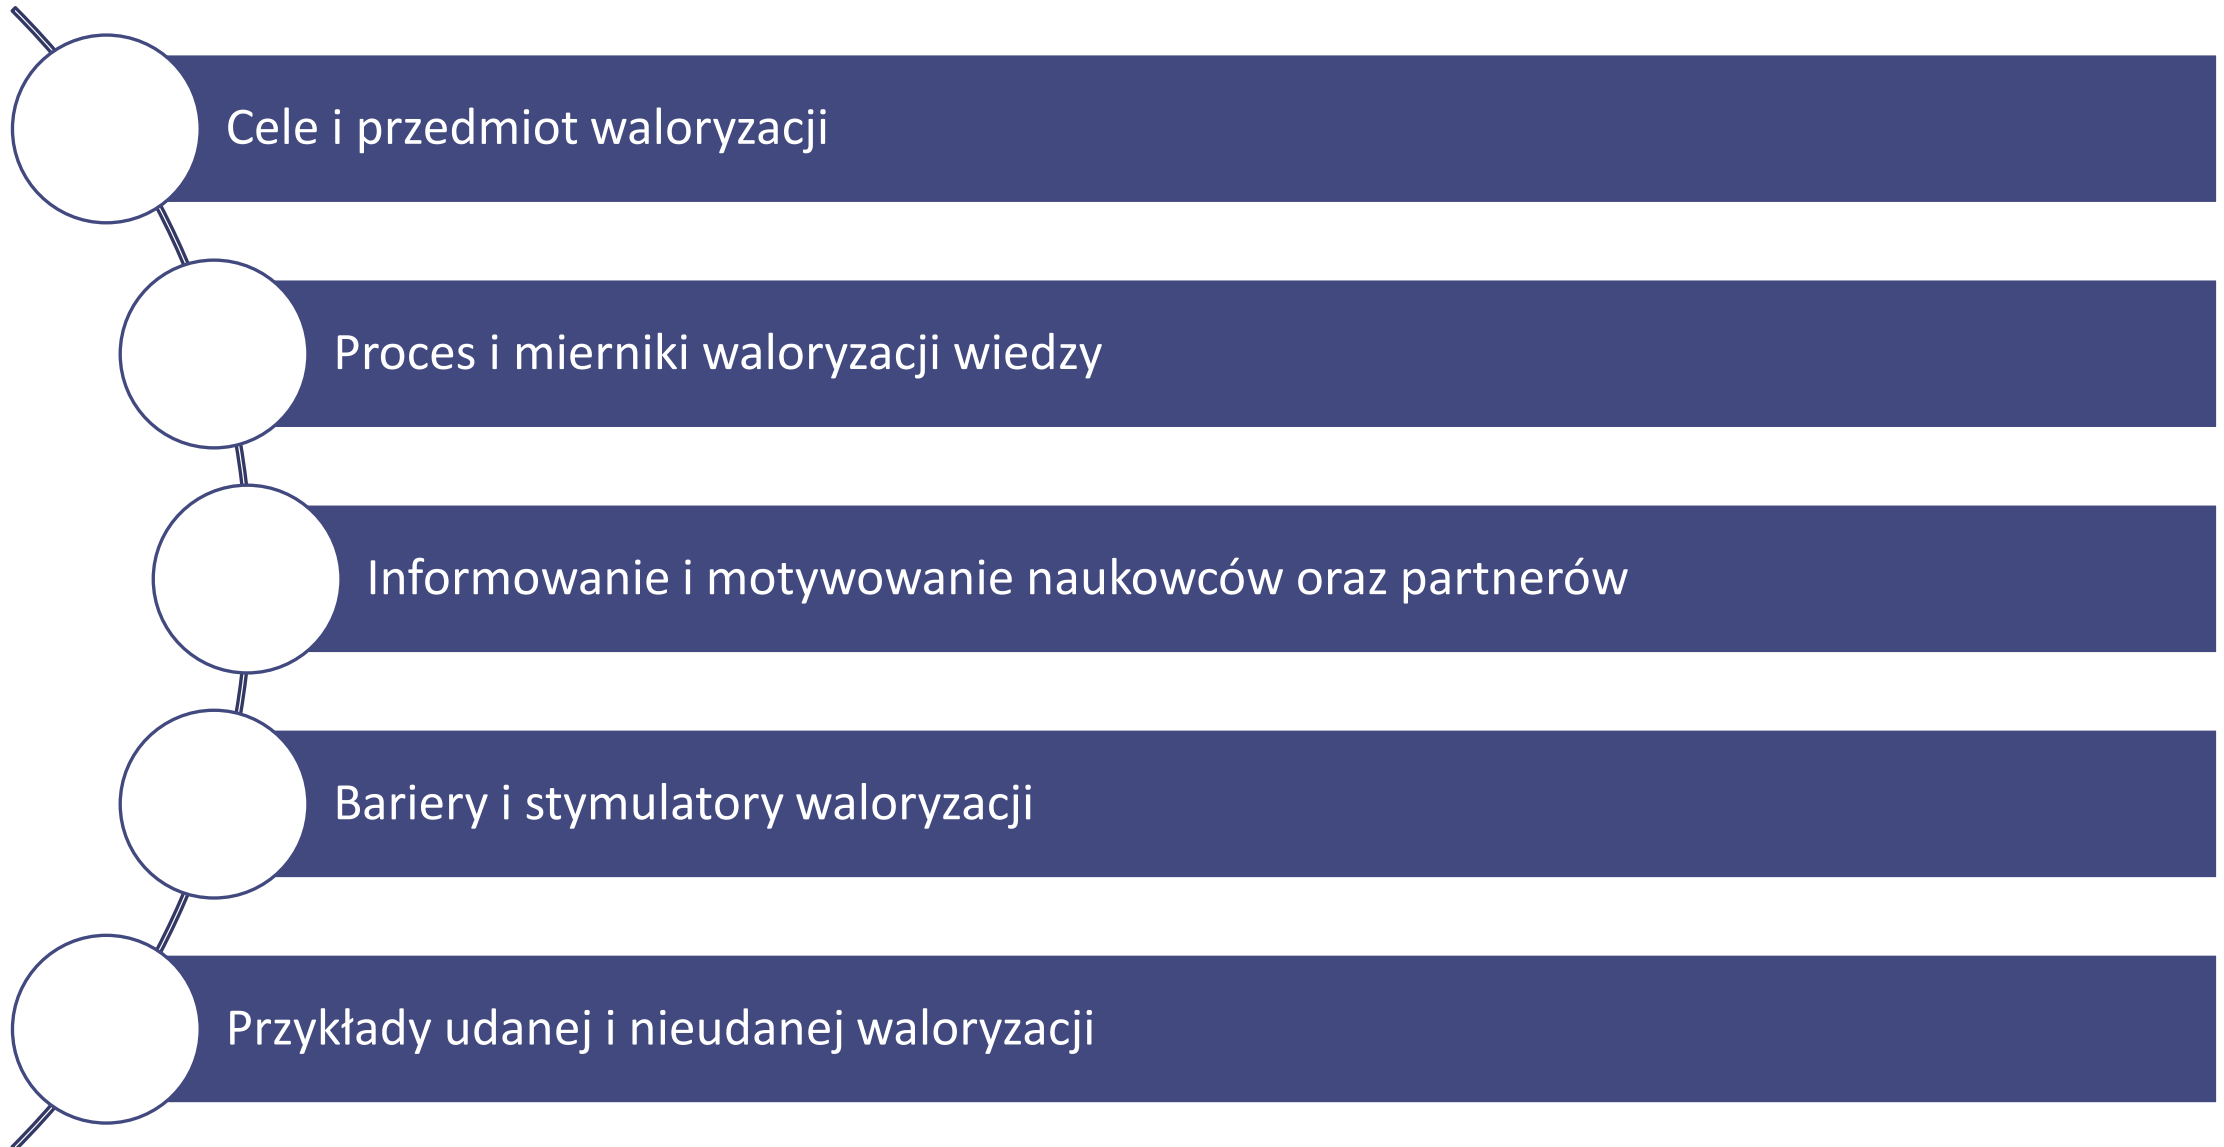 Cele i przedmiot waloryzacji
Proces i mierniki waloryzacji wiedzy
Informowanie i motywowanie naukowców oraz partnerów
Bariery i stymulatory waloryzacji
Przykłady udanej i nieudanej waloryzacji